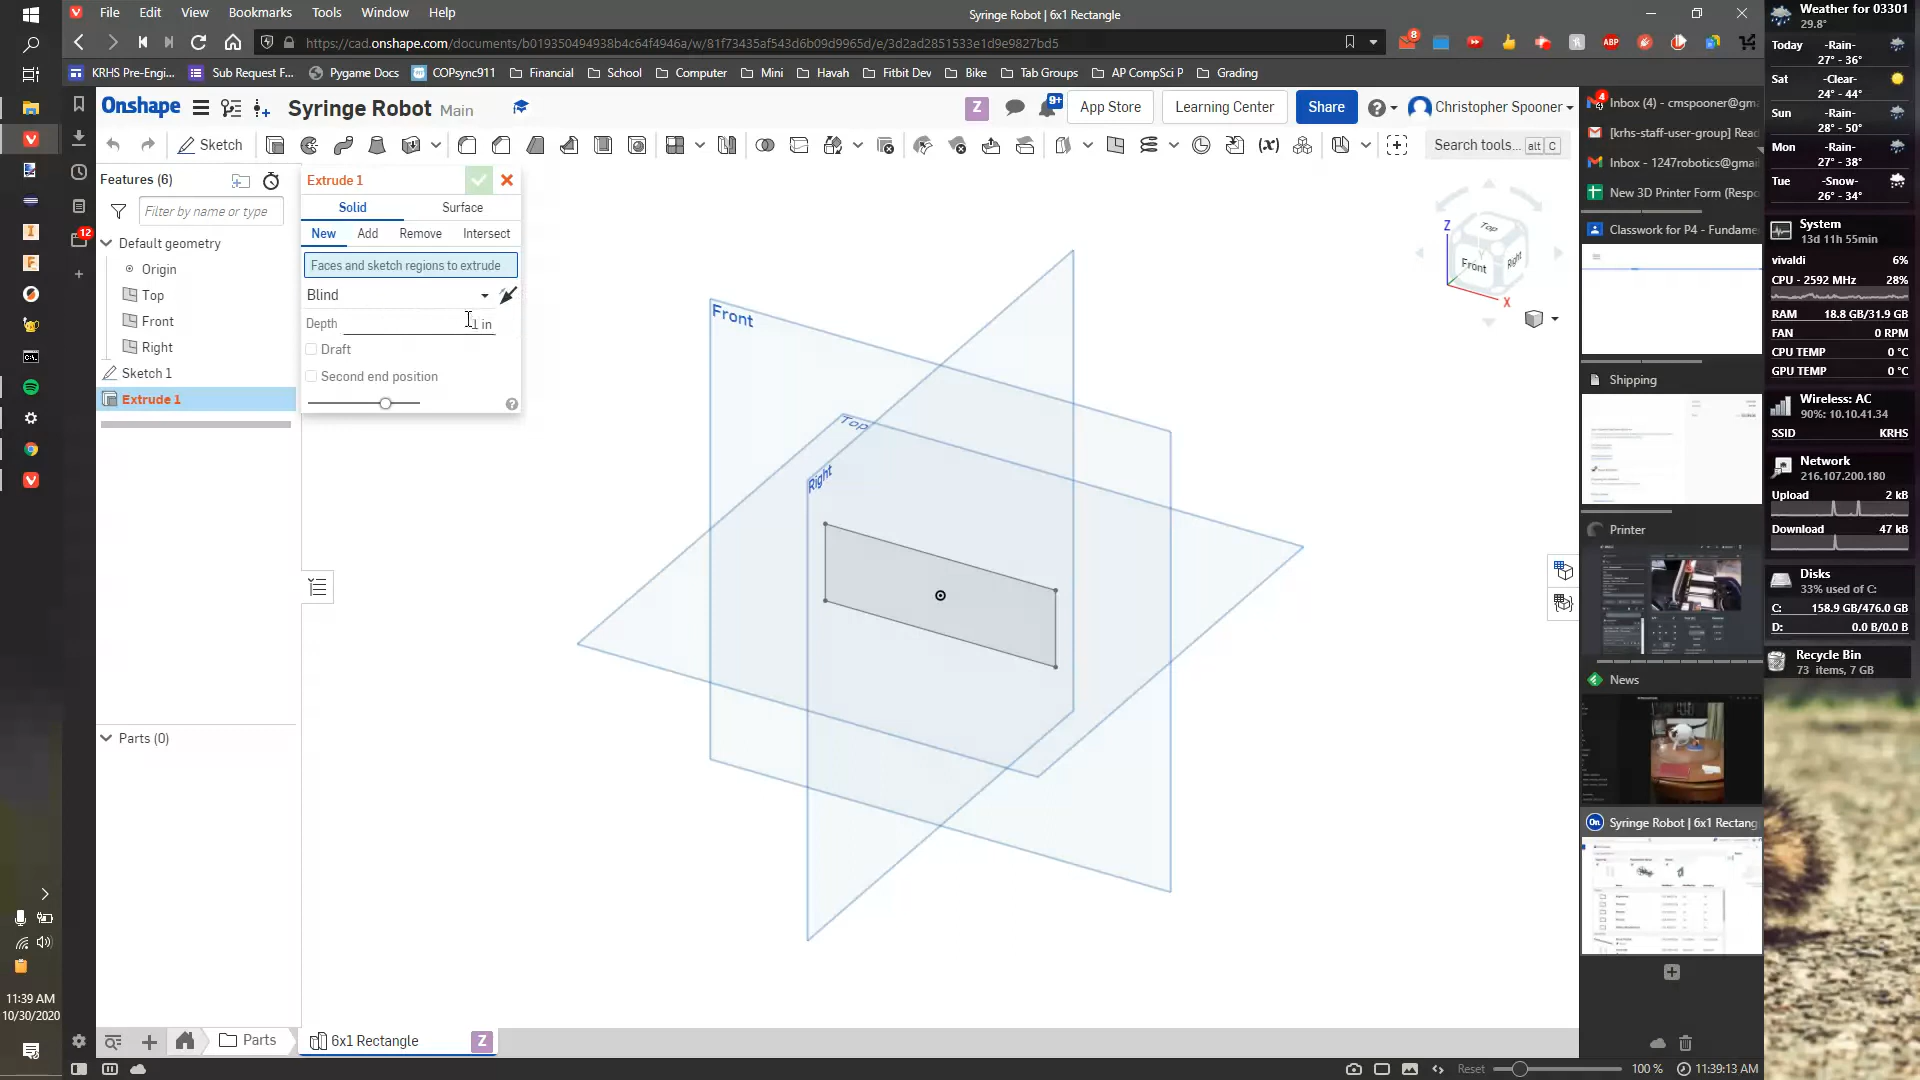 File Edit View Bookmarks Tools Window Help
Syringe Robot | 6x1 Rectangle
https://cad.onshape.com/documents/b019350494938b4c64f4946a/w/81f73435af543d6b09d9965d/e/3d2ad2851533e1d9e9827bd5
8
ABP
KRHS Pre-Engi... Sub Request F... Pygame Docs COPsync911 Financial School Computer Mini Havah Fitbit Dev Bike Tab Groups AP CompSci P Grading
Onshape
Syringe Robot Main
Z
9+
App Store
Learning Center
Share
Christopher Spooner
Sketch
(x)
Search tools... alt C
Features (6)
Filter by name or type
Default geometry
Origin
Top
Front
Right
Sketch 1
Extrude 1
Parts (0)
Extrude 1
Solid Surface
New Add Remove Intersect
Faces and sketch regions to extrude
Blind
Depth 1 in
Draft
Second end position
Front
Top
Right
Z
Top
Front
Right
Y
X
12
Parts
6x1 Rectangle
Z
11:39 AM
10/30/2020
Reset
100 %
11:39:13 AM
4
Inbox (4) - cmspooner@gma
[krhs-staff-user-group] Read
Inbox - 1247robotics@gmai
New 3D Printer Form (Respo
Classwork for P4 - Fundame
Shipping
Printer
News
On
Syringe Robot | 6x1 Rectang
Weather for 03301
29.8°
Today -Rain- 27° - 36°
Sat -Clear- 24° - 44°
Sun -Rain- 28° - 50°
Mon -Rain- 27° - 38°
Tue -Snow- 26° - 34°
System
13d 11h 55min
vivaldi 6%
CPU - 2592 MHz 28%
RAM 18.8 GB/31.9 GB
FAN 0 RPM
CPU TEMP 0 °C
GPU TEMP 0 °C
Wireless: AC
90%: 10.10.41.34
SSID KRHS
Network
216.107.200.180
Upload 2 kB
Download 47 kB
Disks
33% used of C:
C: 158.9 GB/476.0 GB
D: 0.0 B/0.0 B
Recycle Bin
73 items, 7 GB